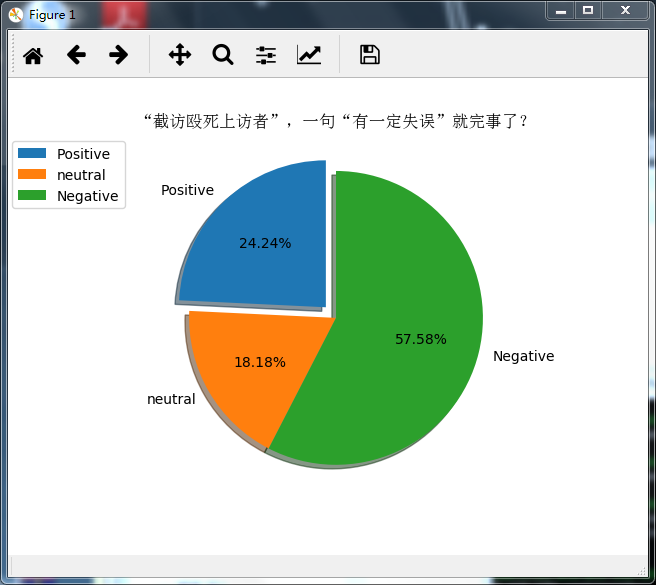 Figure 1
“截访殴死上访者”，一句“有一定失误”就完事了？
Positive
neutral
Negative
Positive
24.24%
57.58%
Negative
18.18%
neutral